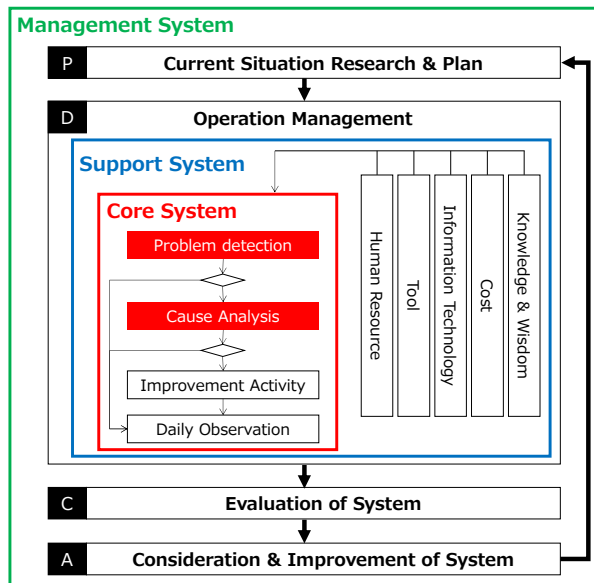 Management System
P
Current Situation Research & Plan
D
Operation Management
Support System
Core System
Problem detection
Cause Analysis
Improvement Activity
Daily Observation
Human Resource
Tool
Information Technology
Cost
Knowledge & Wisdom
C
Evaluation of System
A
Consideration & Improvement of System